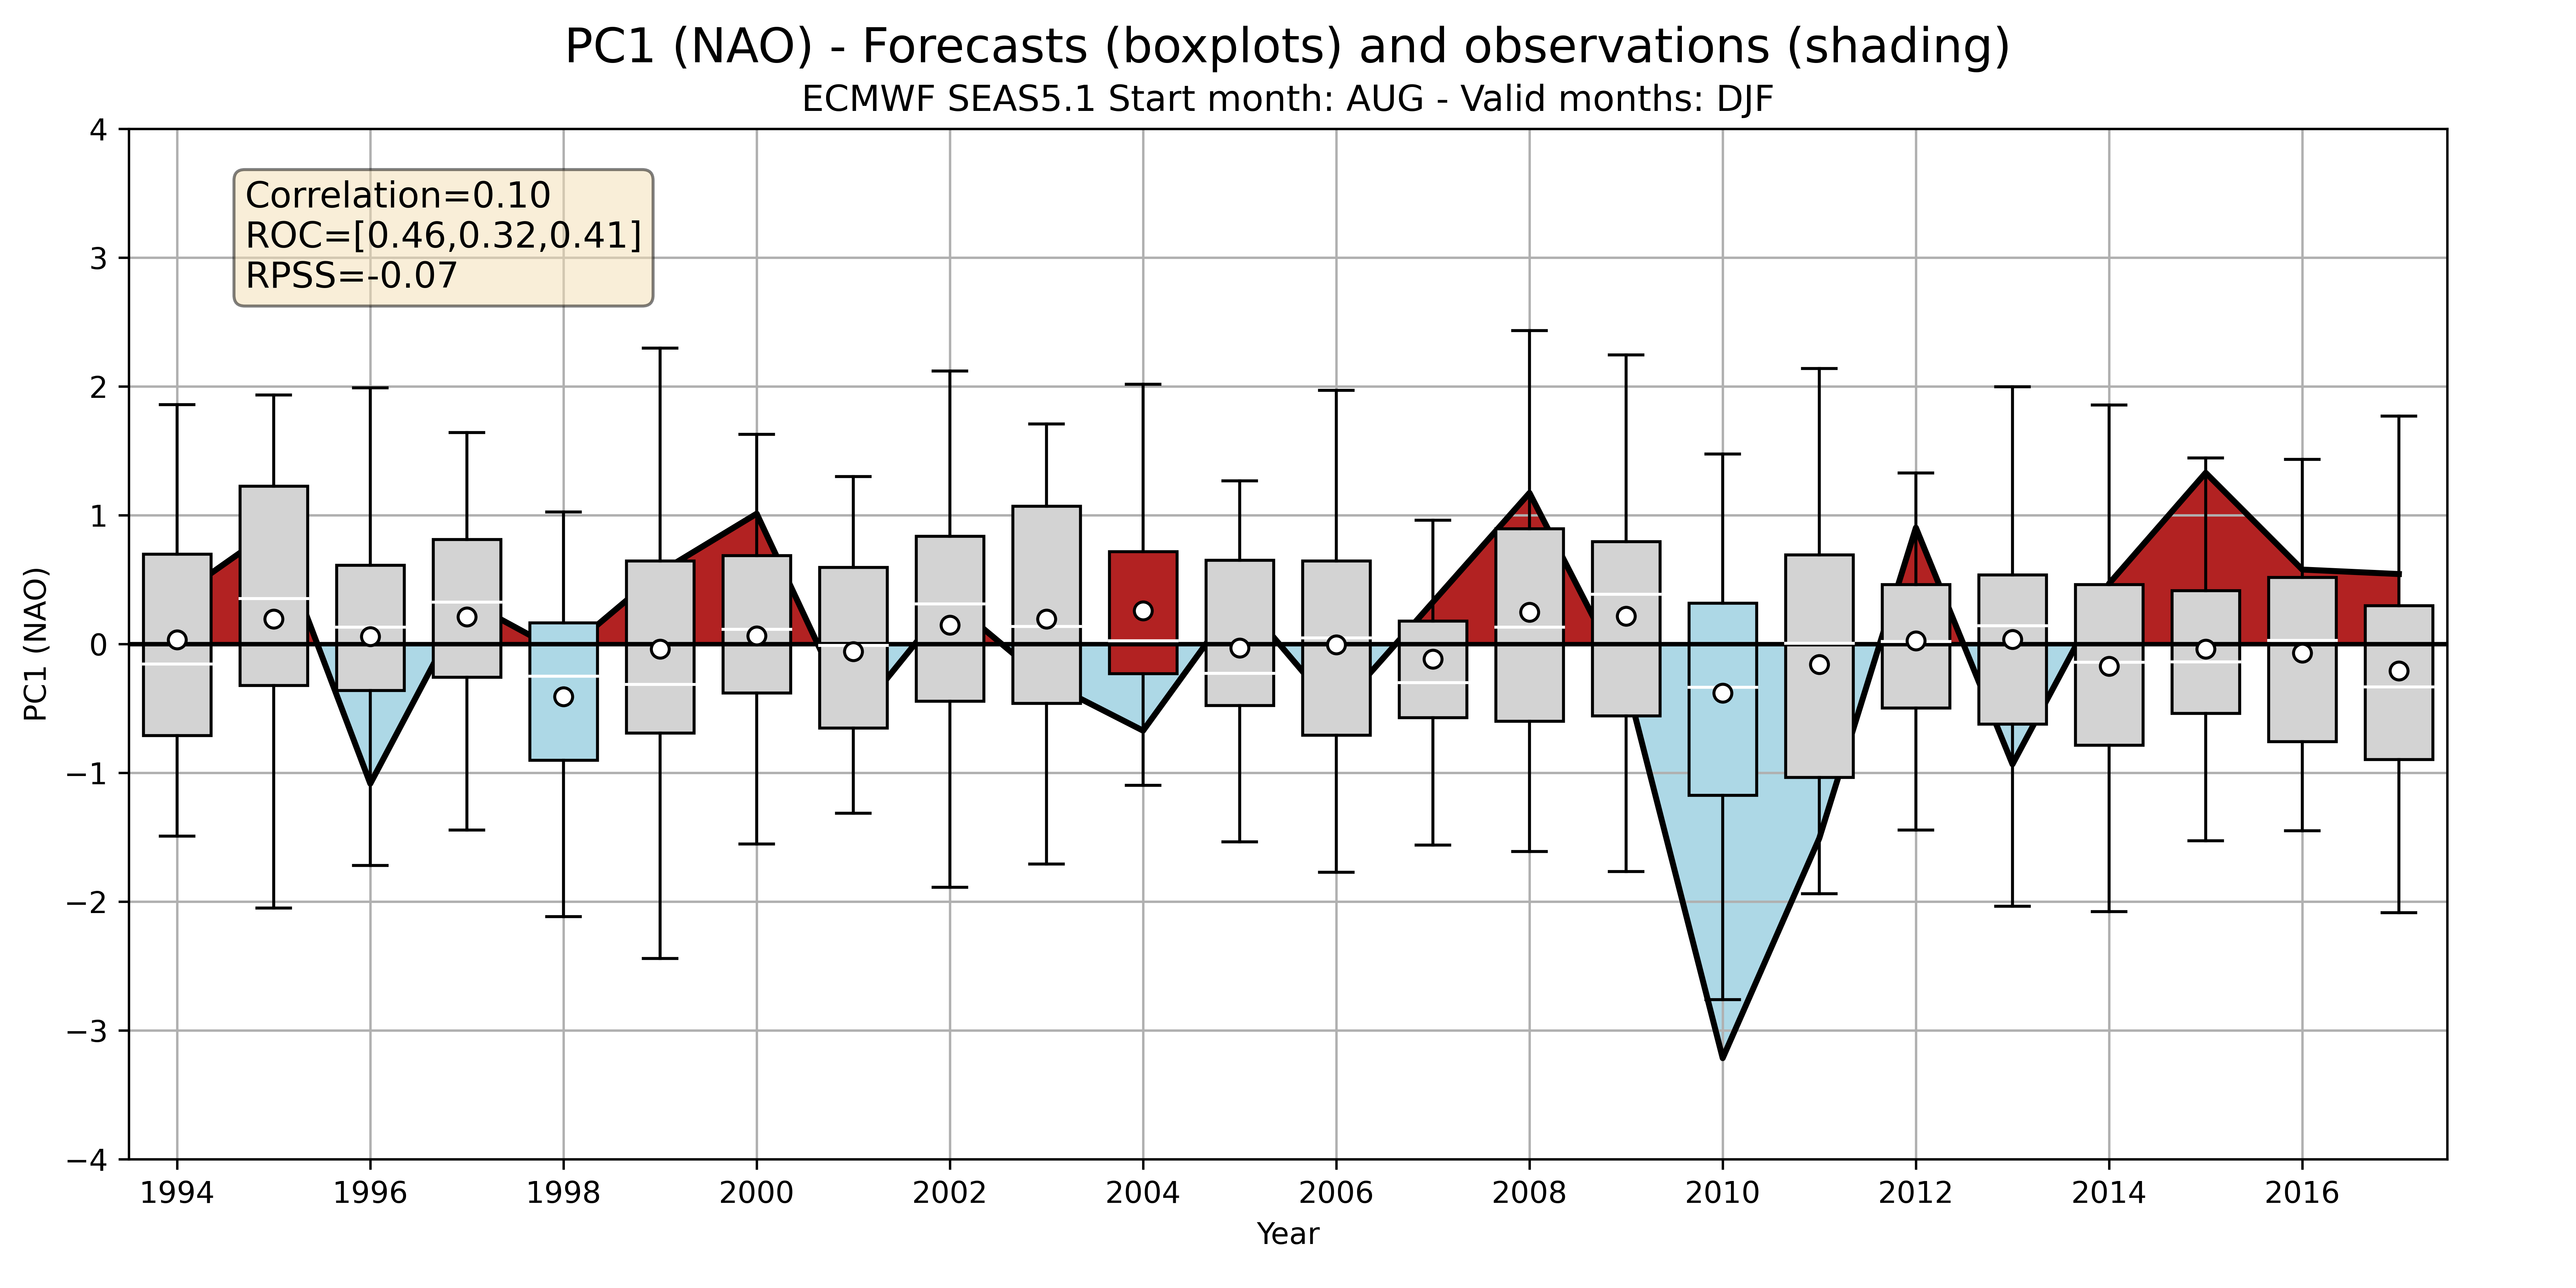 PC1 (NAO) - Forecasts (boxplots) and observations (shading)
ECMWF SEAS5.1 Start month: AUG - Valid months: DJF
Correlation=0.10
ROC=[0.46,0.32,0.41]
RPSS=-0.07
PC1 (NAO)
4
3
2
1
0
−1
−2
−3
−4
1994 1996 1998 2000 2002 2004 2006 2008 2010 2012 2014 2016
Year